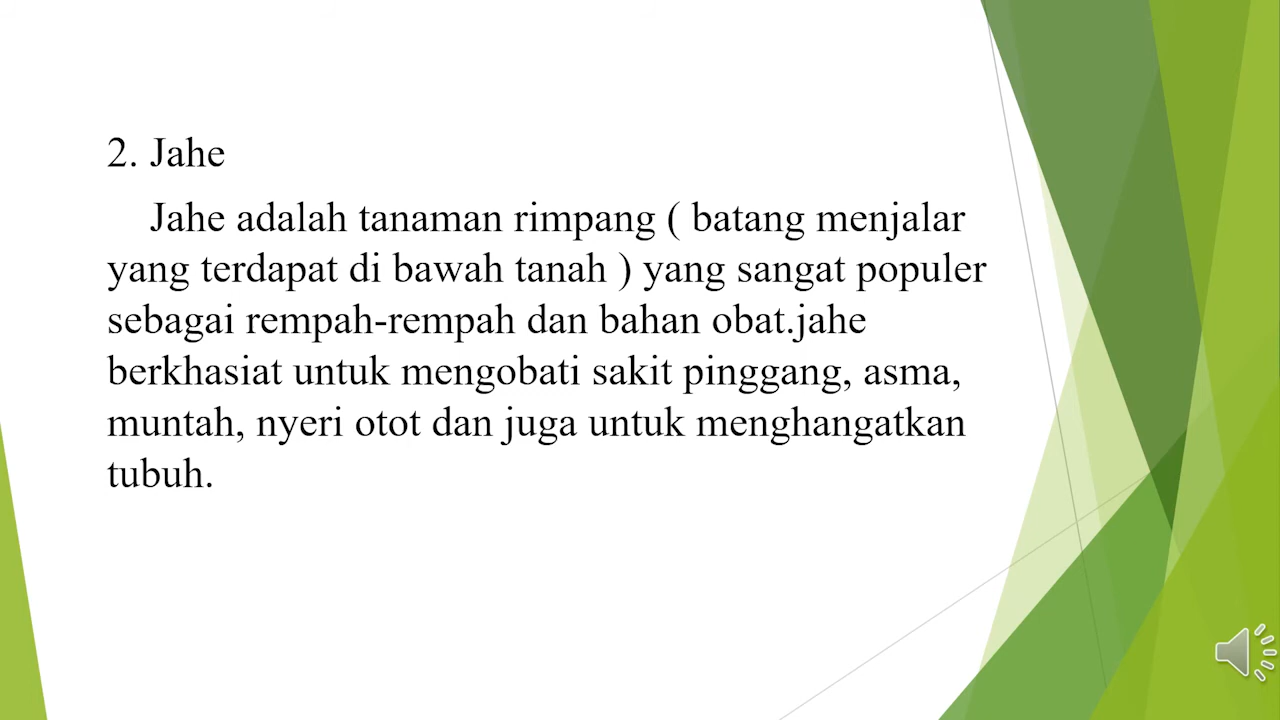 2. Jahe
Jahe adalah tanaman rimpang ( batang menjalar
yang terdapat di bawah tanah ) yang sangat populer
sebagai rempah-rempah dan bahan obat.jahe
berkhasiat untuk mengobati sakit pinggang, asma,
muntah, nyeri otot dan juga untuk menghangatkan
tubuh.